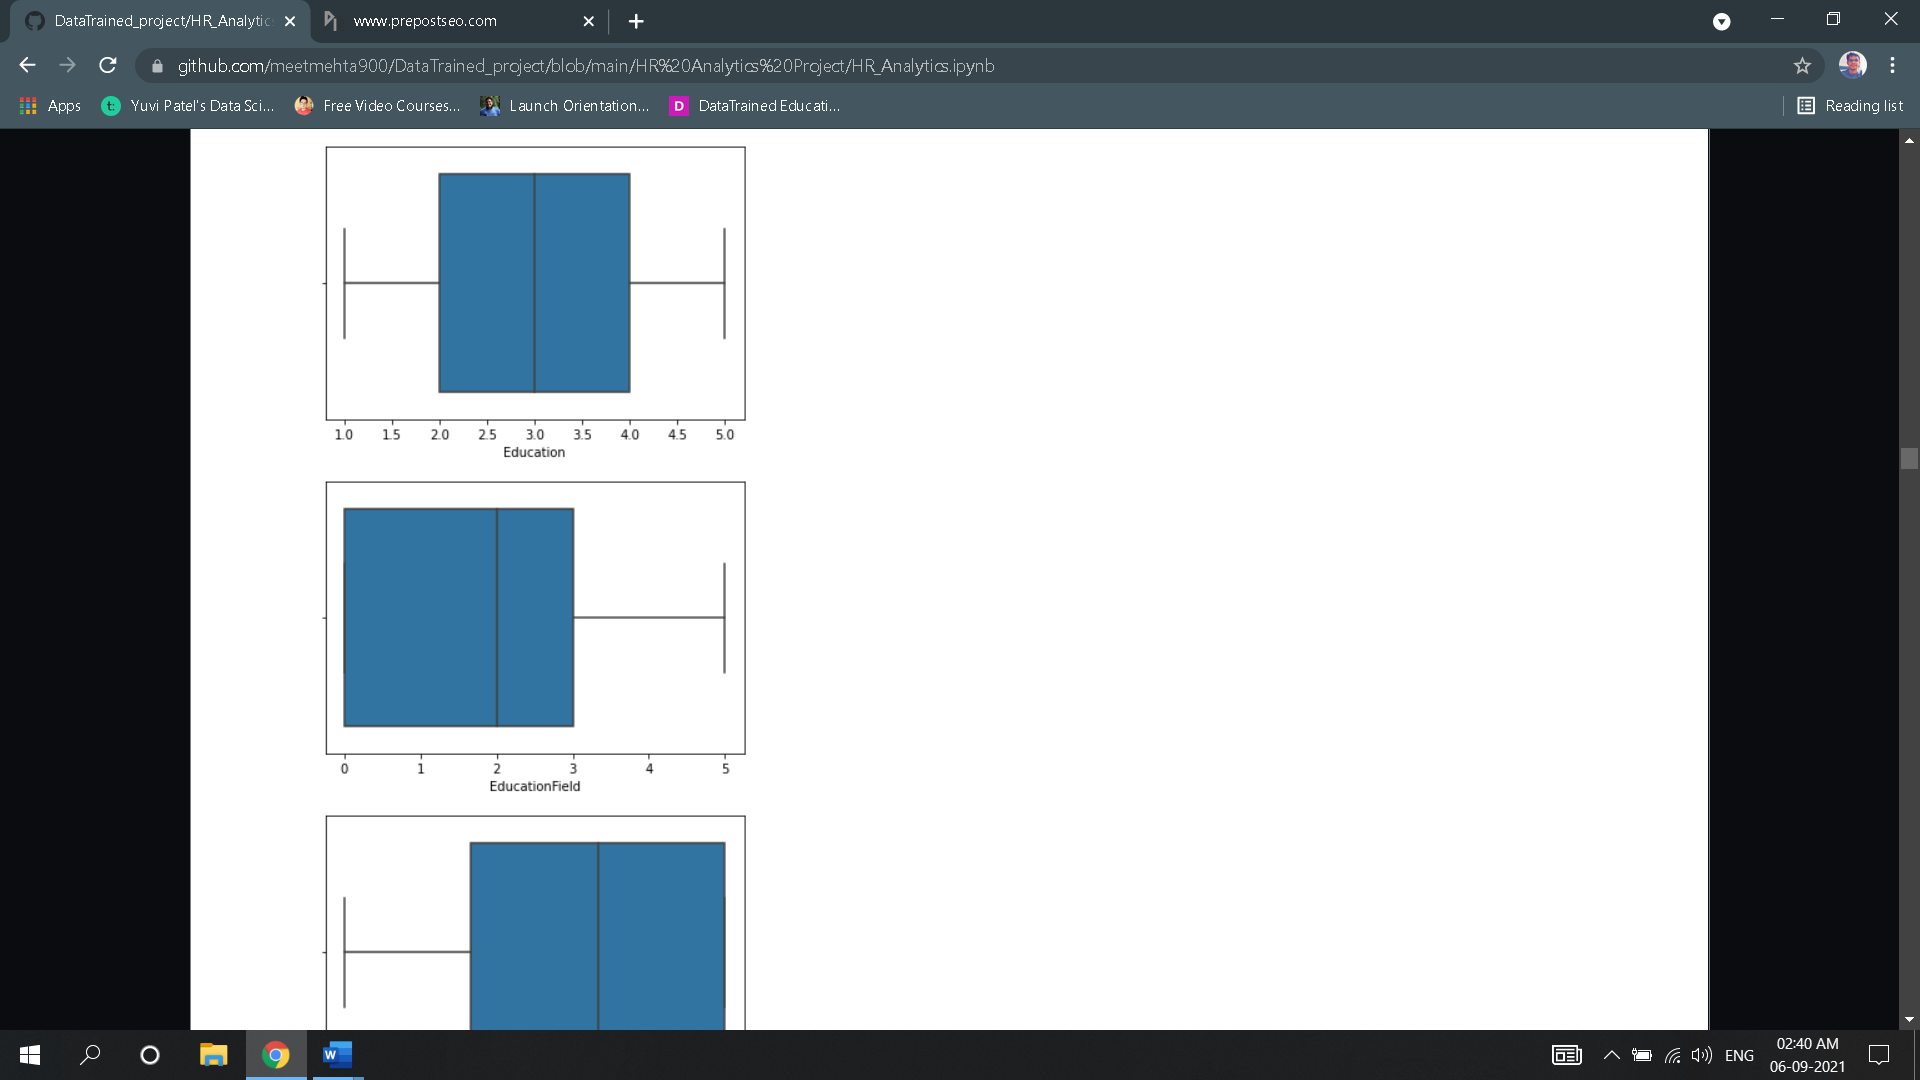 DataTrained_project/HR_Analytic
www.prepostseo.com
github.com/meetmehta900/DataTrained_project/blob/main/HR%20Analytics%20Project/HR_Analytics.ipynb
Apps
t:
Yuvi Patel's Data Sci...
Free Video Courses...
Launch Orientation...
D
DataTrained Educati...
Reading list
1.0 1.5 2.0 2.5 3.0 3.5 4.0 4.5 5.0
Education
0 1 2 3 4 5
EducationField
W
ENG
02:40 AM
06-09-2021